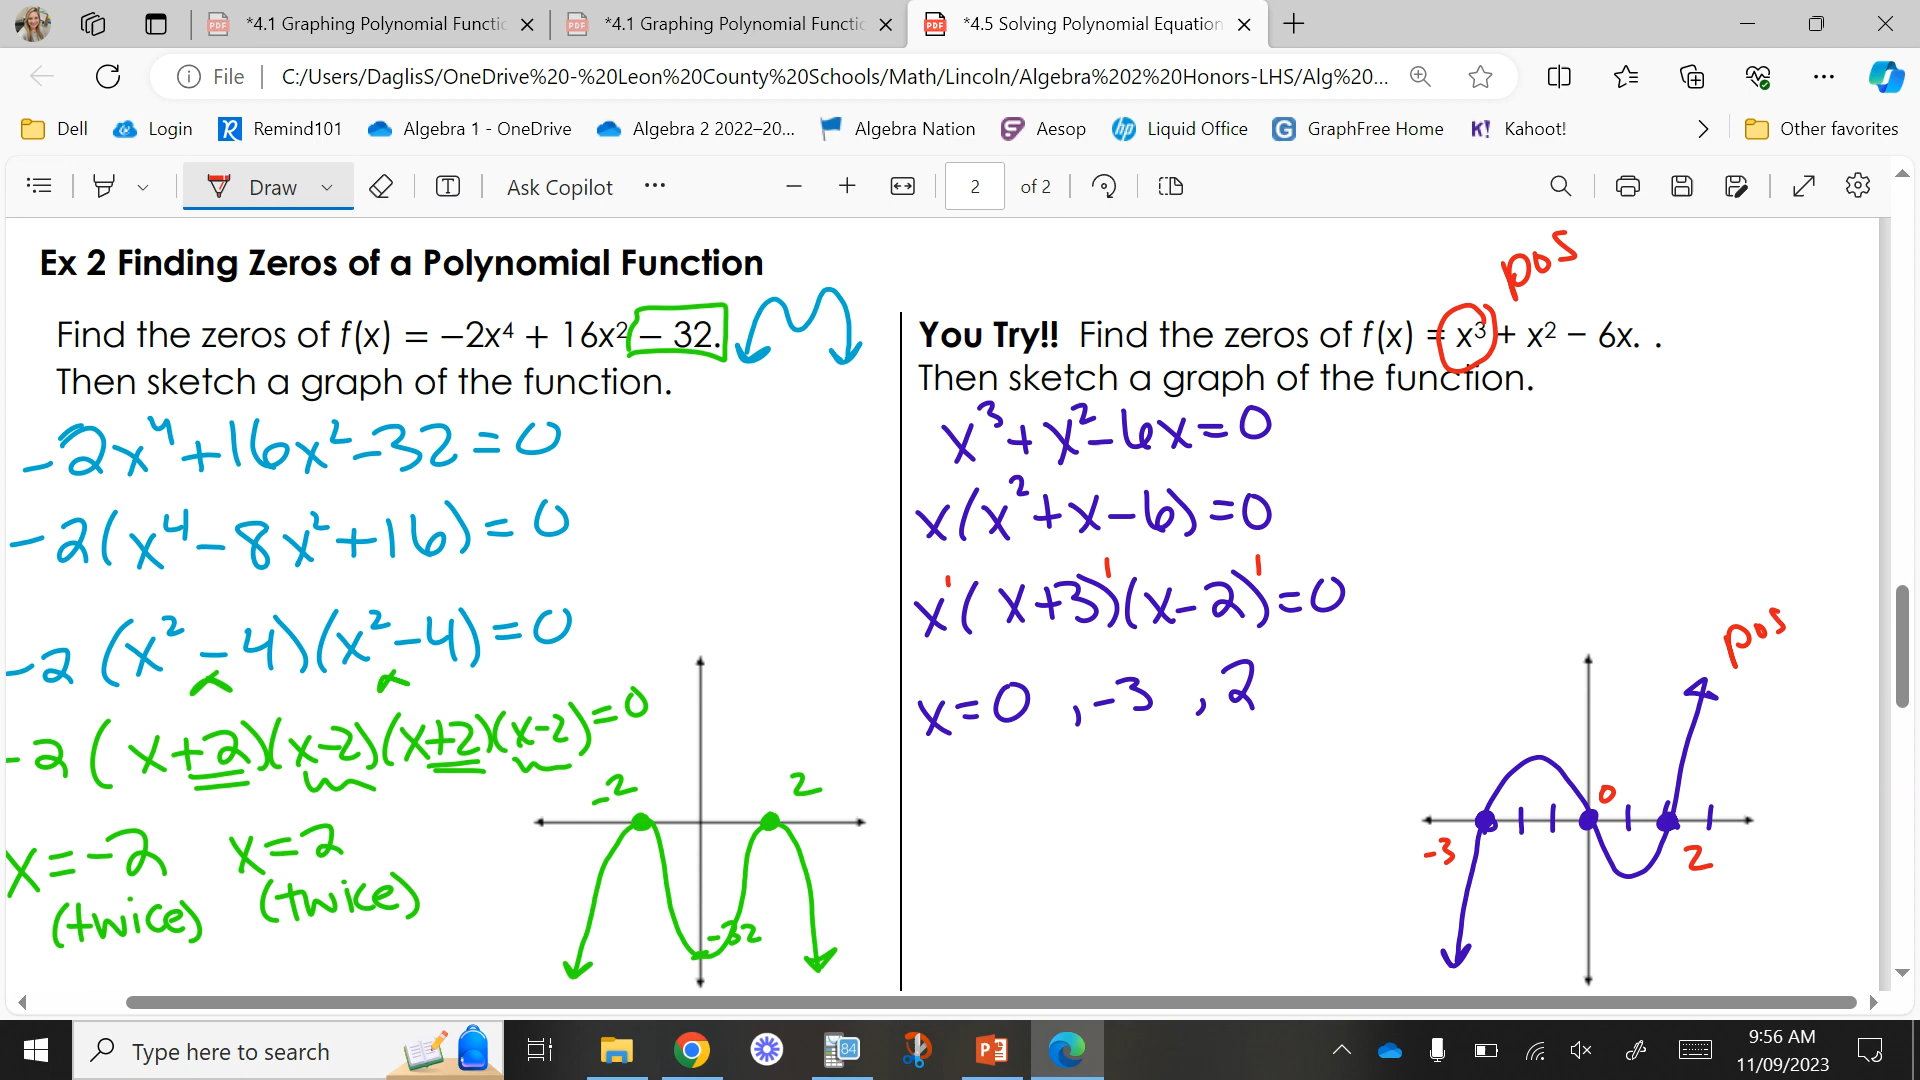 *4.1 Graphing Polynomial Functio
*4.1 Graphing Polynomial Functio
*4.5 Solving Polynomial Equation
File
C:/Users/DaglisS/OneDrive%20-%20Leon%20County%20Schools/Math/Lincoln/Algebra%202%20Honors-LHS/Alg%20...
Dell
Login
Remind101
Algebra 1 - OneDrive
Algebra 2 2022–20...
Algebra Nation
Aesop
Liquid Office
GraphFree Home
Kahoot!
Other favorites
Draw
Ask Copilot
2 of 2
Ex 2 Finding Zeros of a Polynomial Function
Find the zeros of f(x) = −2x⁴ + 16x² − 32.
Then sketch a graph of the function.
-2x⁴+16x²-32=0
-2(x⁴-8x²+16)=0
-2(x²-4)(x²-4)=0
-2(x+2)(x-2)(x+2)(x-2)=0
x=-2 x=2
(twice) (twice)
-2 2
-32
pos
You Try!! Find the zeros of f(x) = x³ + x² − 6x. .
Then sketch a graph of the function.
x³+x²-6x=0
x(x²+x-6)=0
x¹(x+3)¹(x-2)¹=0
x=0, -3, 2
pos
0
-3 2
Type here to search
84
9:56 AM
11/09/2023